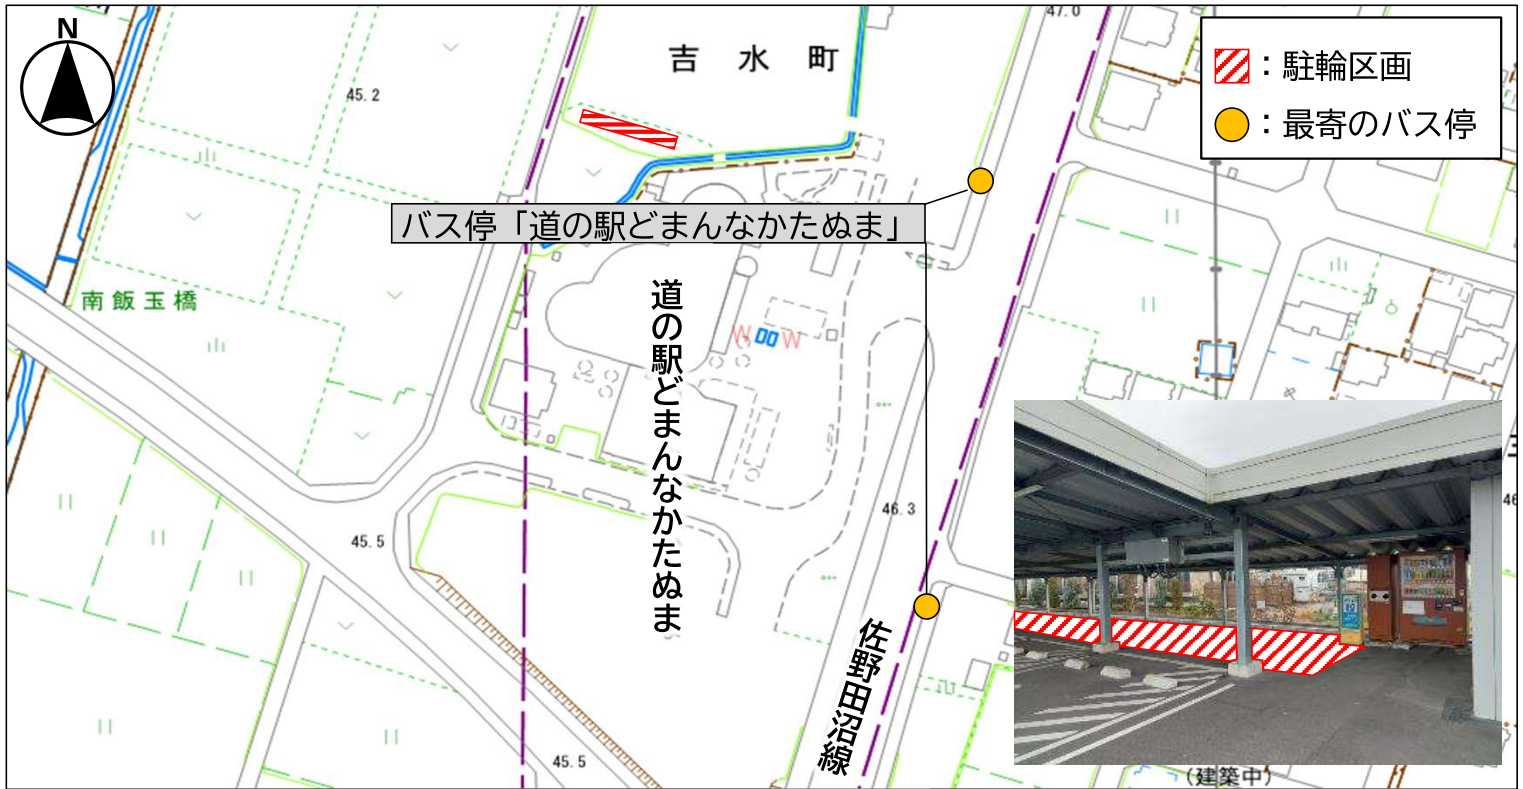 N
47.0
吉水町
：駐輪区画
：最寄のバス停
45.2
バス停「道の駅どまんなかたぬま」
南飯玉橋
道の駅どまんなかたぬま
W W
46.3
45.5
佐野田沼線
45.5
(建築中)